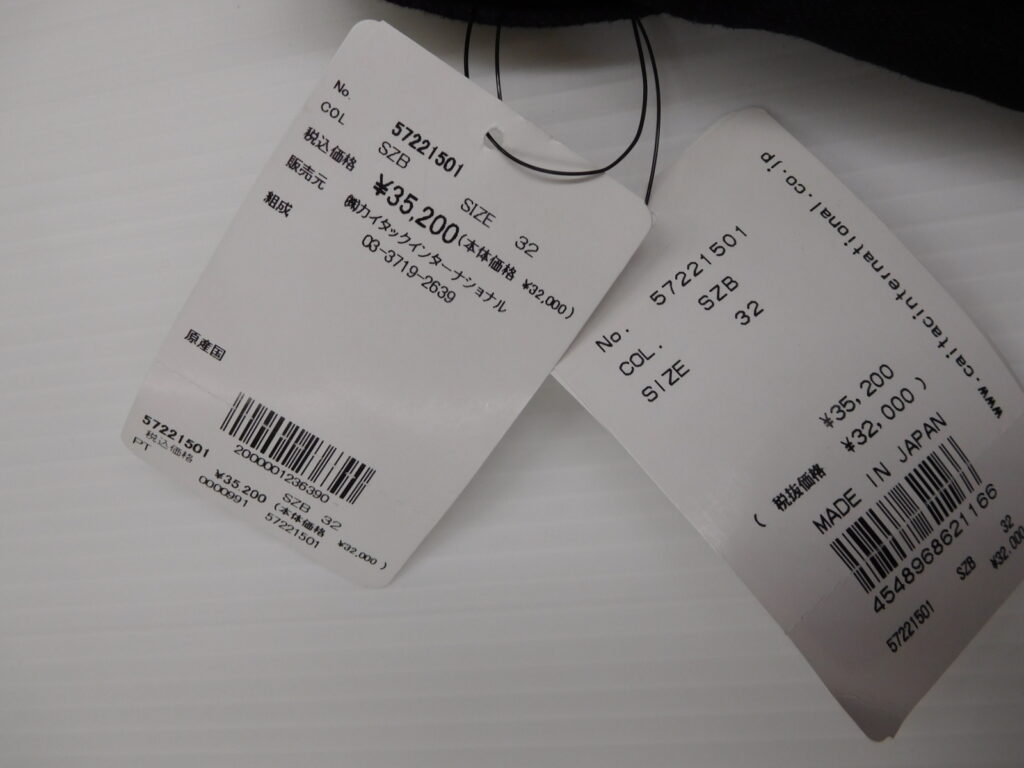 No. 57221501
COL SZB SIZE 32
税込価格 ¥35,200(本体価格 ¥32,000)
販売元 ㈱カイタックインターナショナル
03-3719-2639
組成
原産国
2000001236390
57221501 SZB 32
税込価格 ¥35,200 (本体価格 ¥32,000)
PT 0000991 57221501
www.caitacinternational.co.jp
No. 57221501
COL. SZB
SIZE 32
¥35,200
( 税抜価格 ¥32,000 )
MADE IN JAPAN
4548968621166
57221501 SZB 32
¥32,000